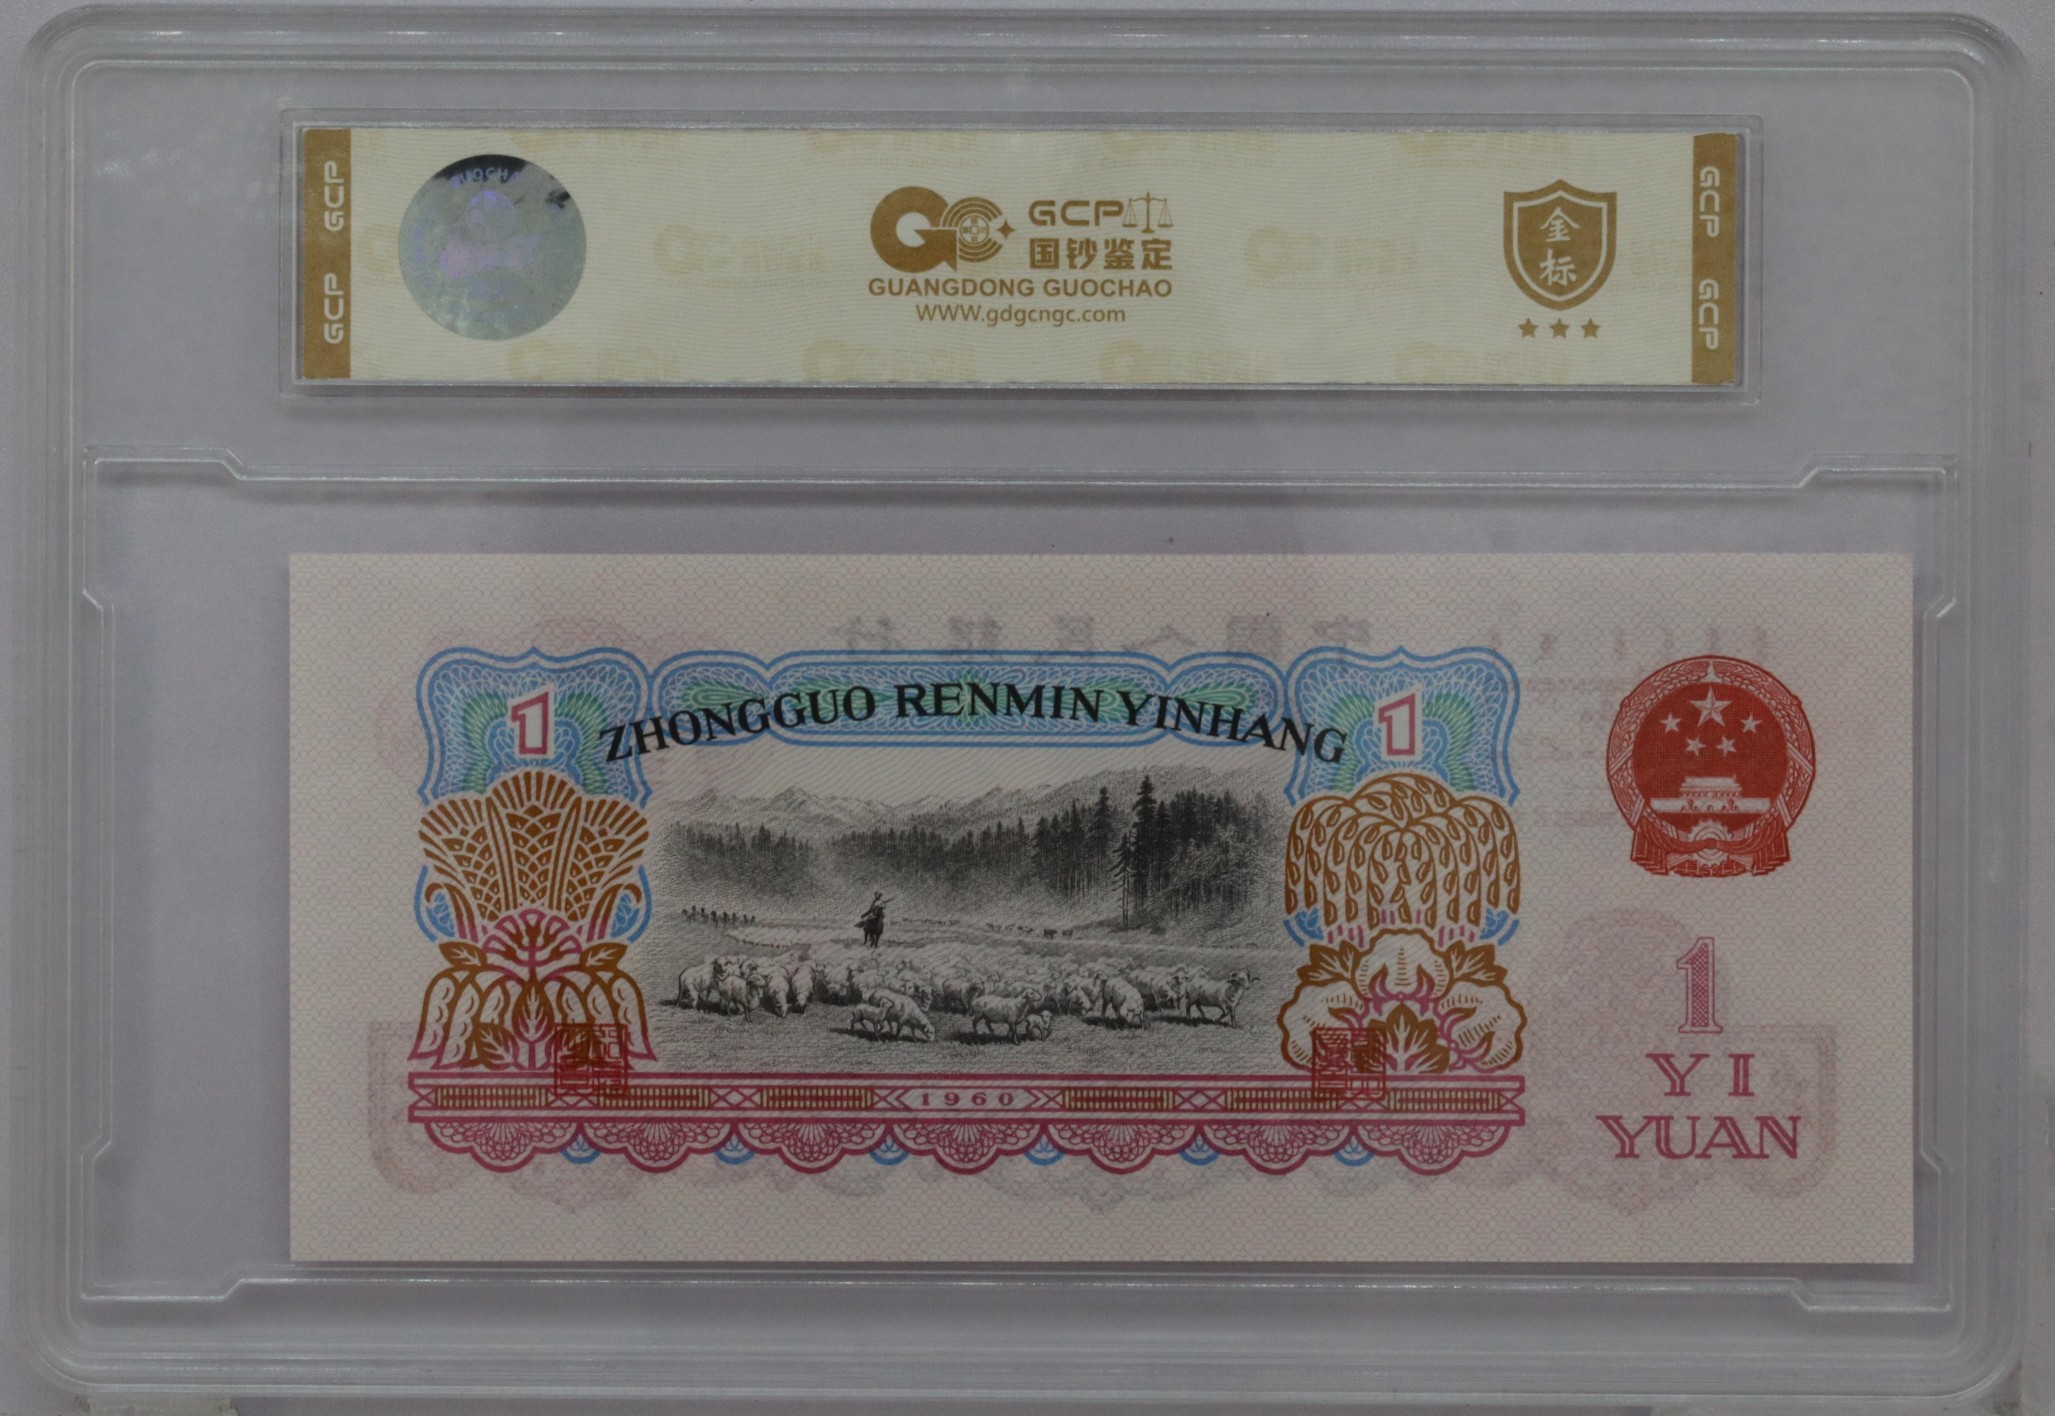 GCP GCP
GUOCHA
GCP
国钞鉴定
GUANGDONG GUOCHAO
WWW.gdgcngc.com
金标
GCP GCP
ZHONGGUO RENMIN YINHANG
1
1
1960
1
YI
YUAN